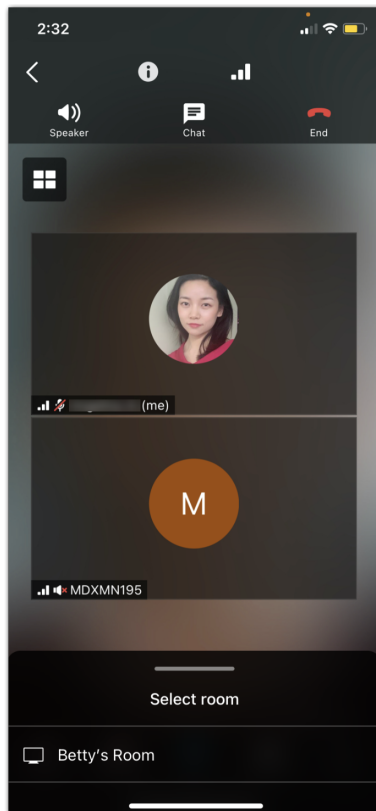 2:32
Speaker
Chat
End
(me)
M
MDXMN195
Select room
Betty's Room